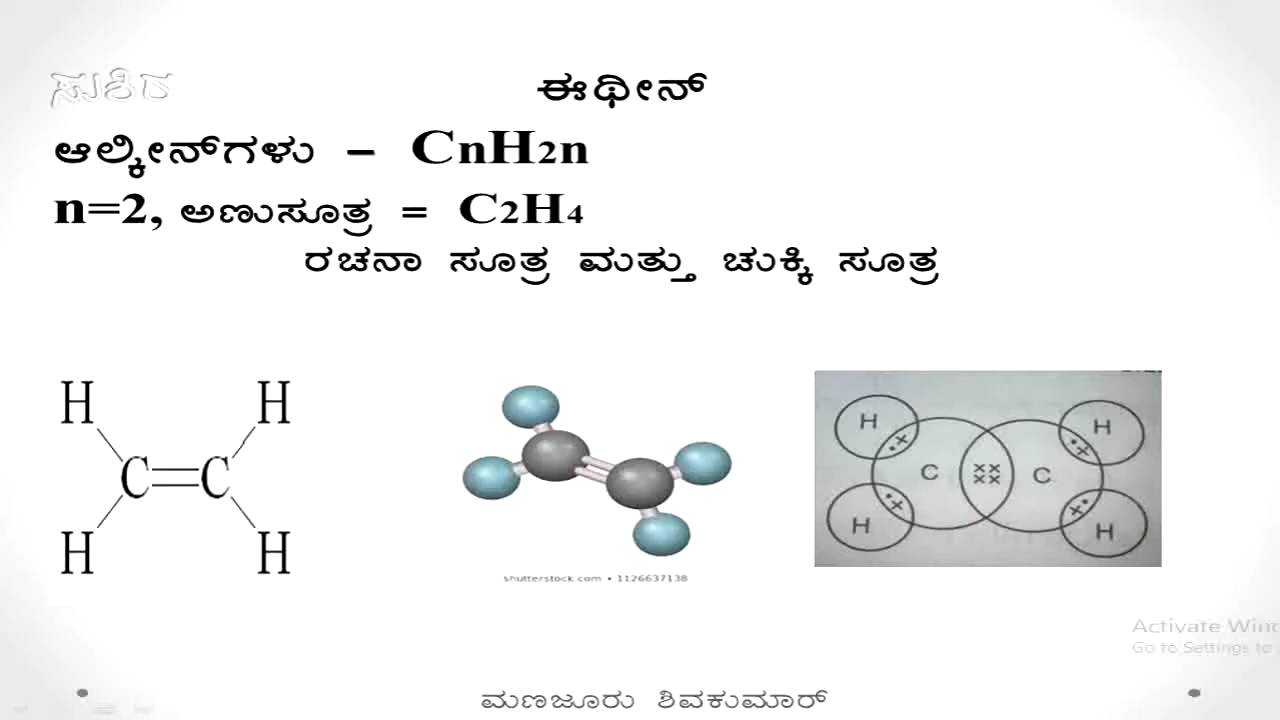 ಸುಶಿರ
ಈಥೀನ್
ಆಲ್ಕೀನ್‌ಗಳು – CnH2n
n=2, ಅಣುಸೂತ್ರ = C2H4
ರಚನಾ ಸೂತ್ರ ಮತ್ತು ಚುಕ್ಕಿ ಸೂತ್ರ
H H
C=C
H H
shutterstock.com • 1126637138
H H
C C
H H
Activate Wind
Go to Settings to
ಮಣಜೂರು ಶಿವಕುಮಾರ್